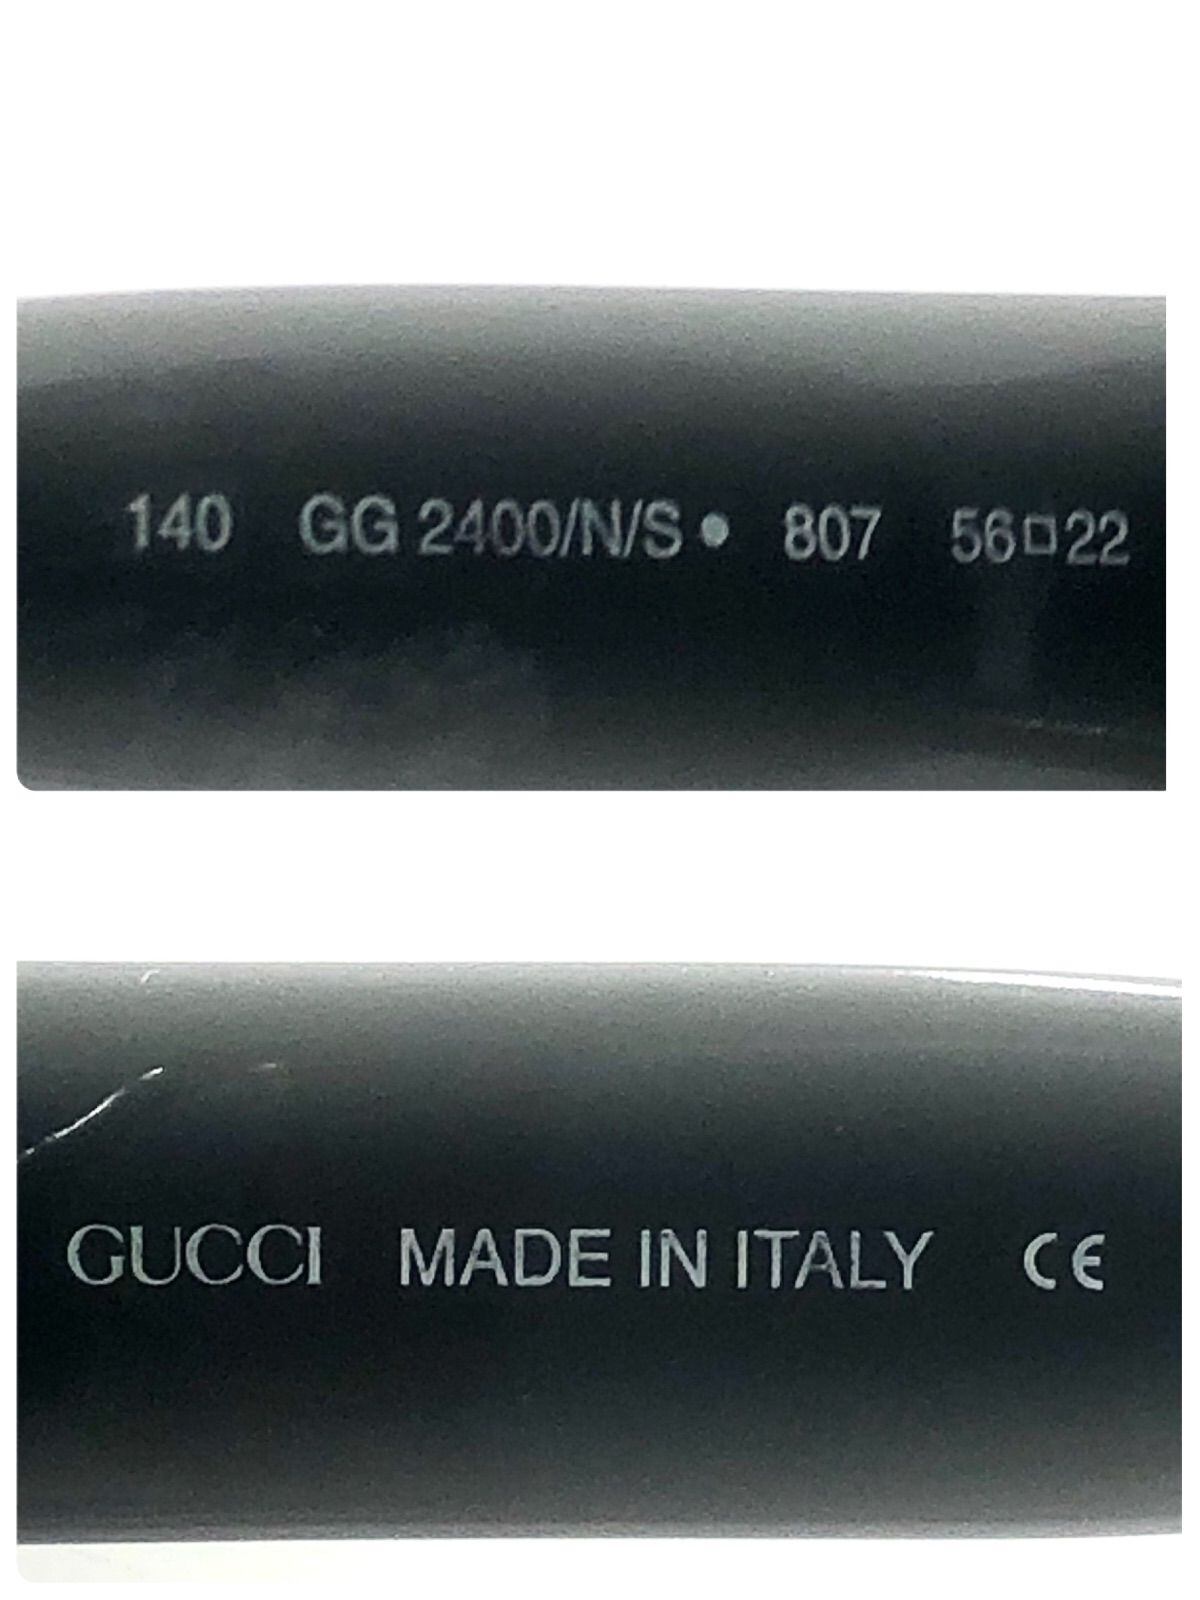 140 GG 2400/N/S • 807 56□22
GUCCI MADE IN ITALY CE